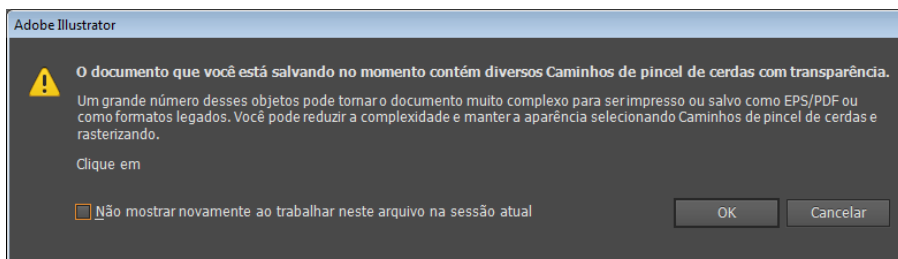 Adobe Illustrator
O documento que você está salvando no momento contém diversos Caminhos de pincel de cerdas com transparência.
Um grande número desses objetos pode tornar o documento muito complexo para ser impresso ou salvo como EPS/PDF ou
como formatos legados. Você pode reduzir a complexidade e manter a aparência selecionando Caminhos de pincel de cerdas e
rasterizando.
Clique em
Não mostrar novamente ao trabalhar neste arquivo na sessão atual
OK
Cancelar